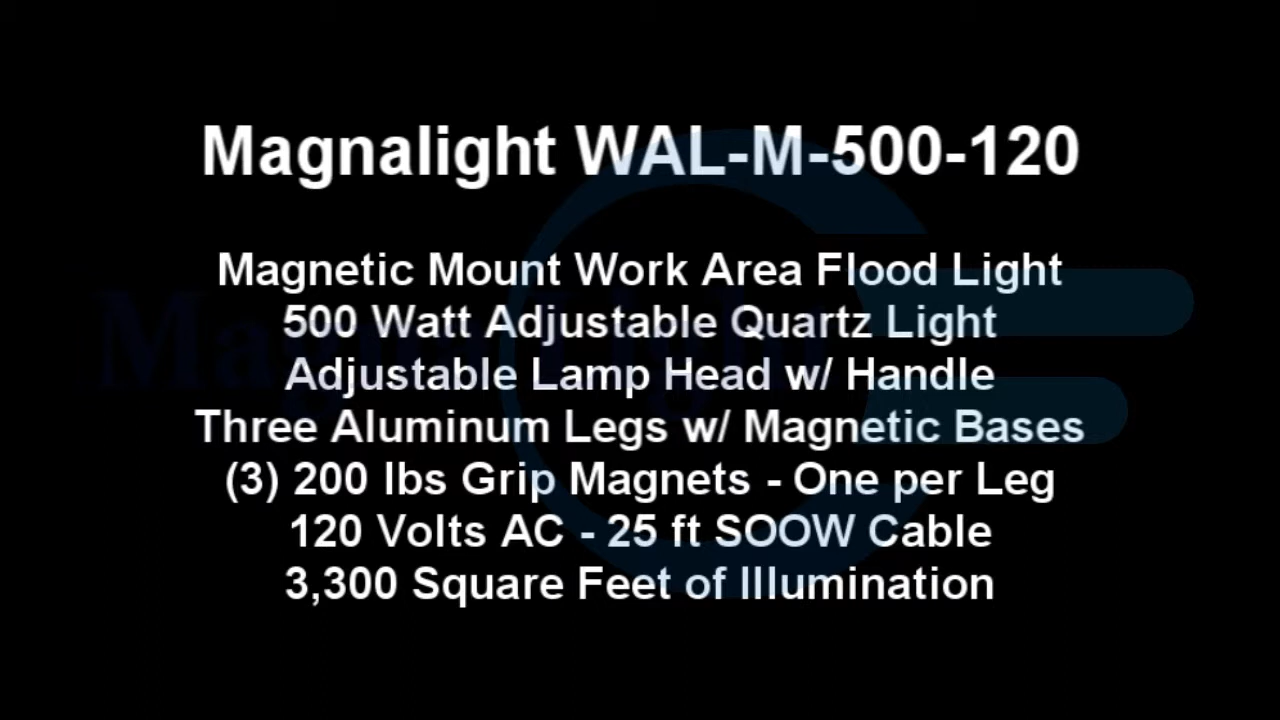 Magnalight WAL-M-500-120
Magnetic Mount Work Area Flood Light
500 Watt Adjustable Quartz Light
Adjustable Lamp Head w/ Handle
Three Aluminum Legs w/ Magnetic Bases
(3) 200 lbs Grip Magnets - One per Leg
120 Volts AC - 25 ft SOOW Cable
3,300 Square Feet of Illumination